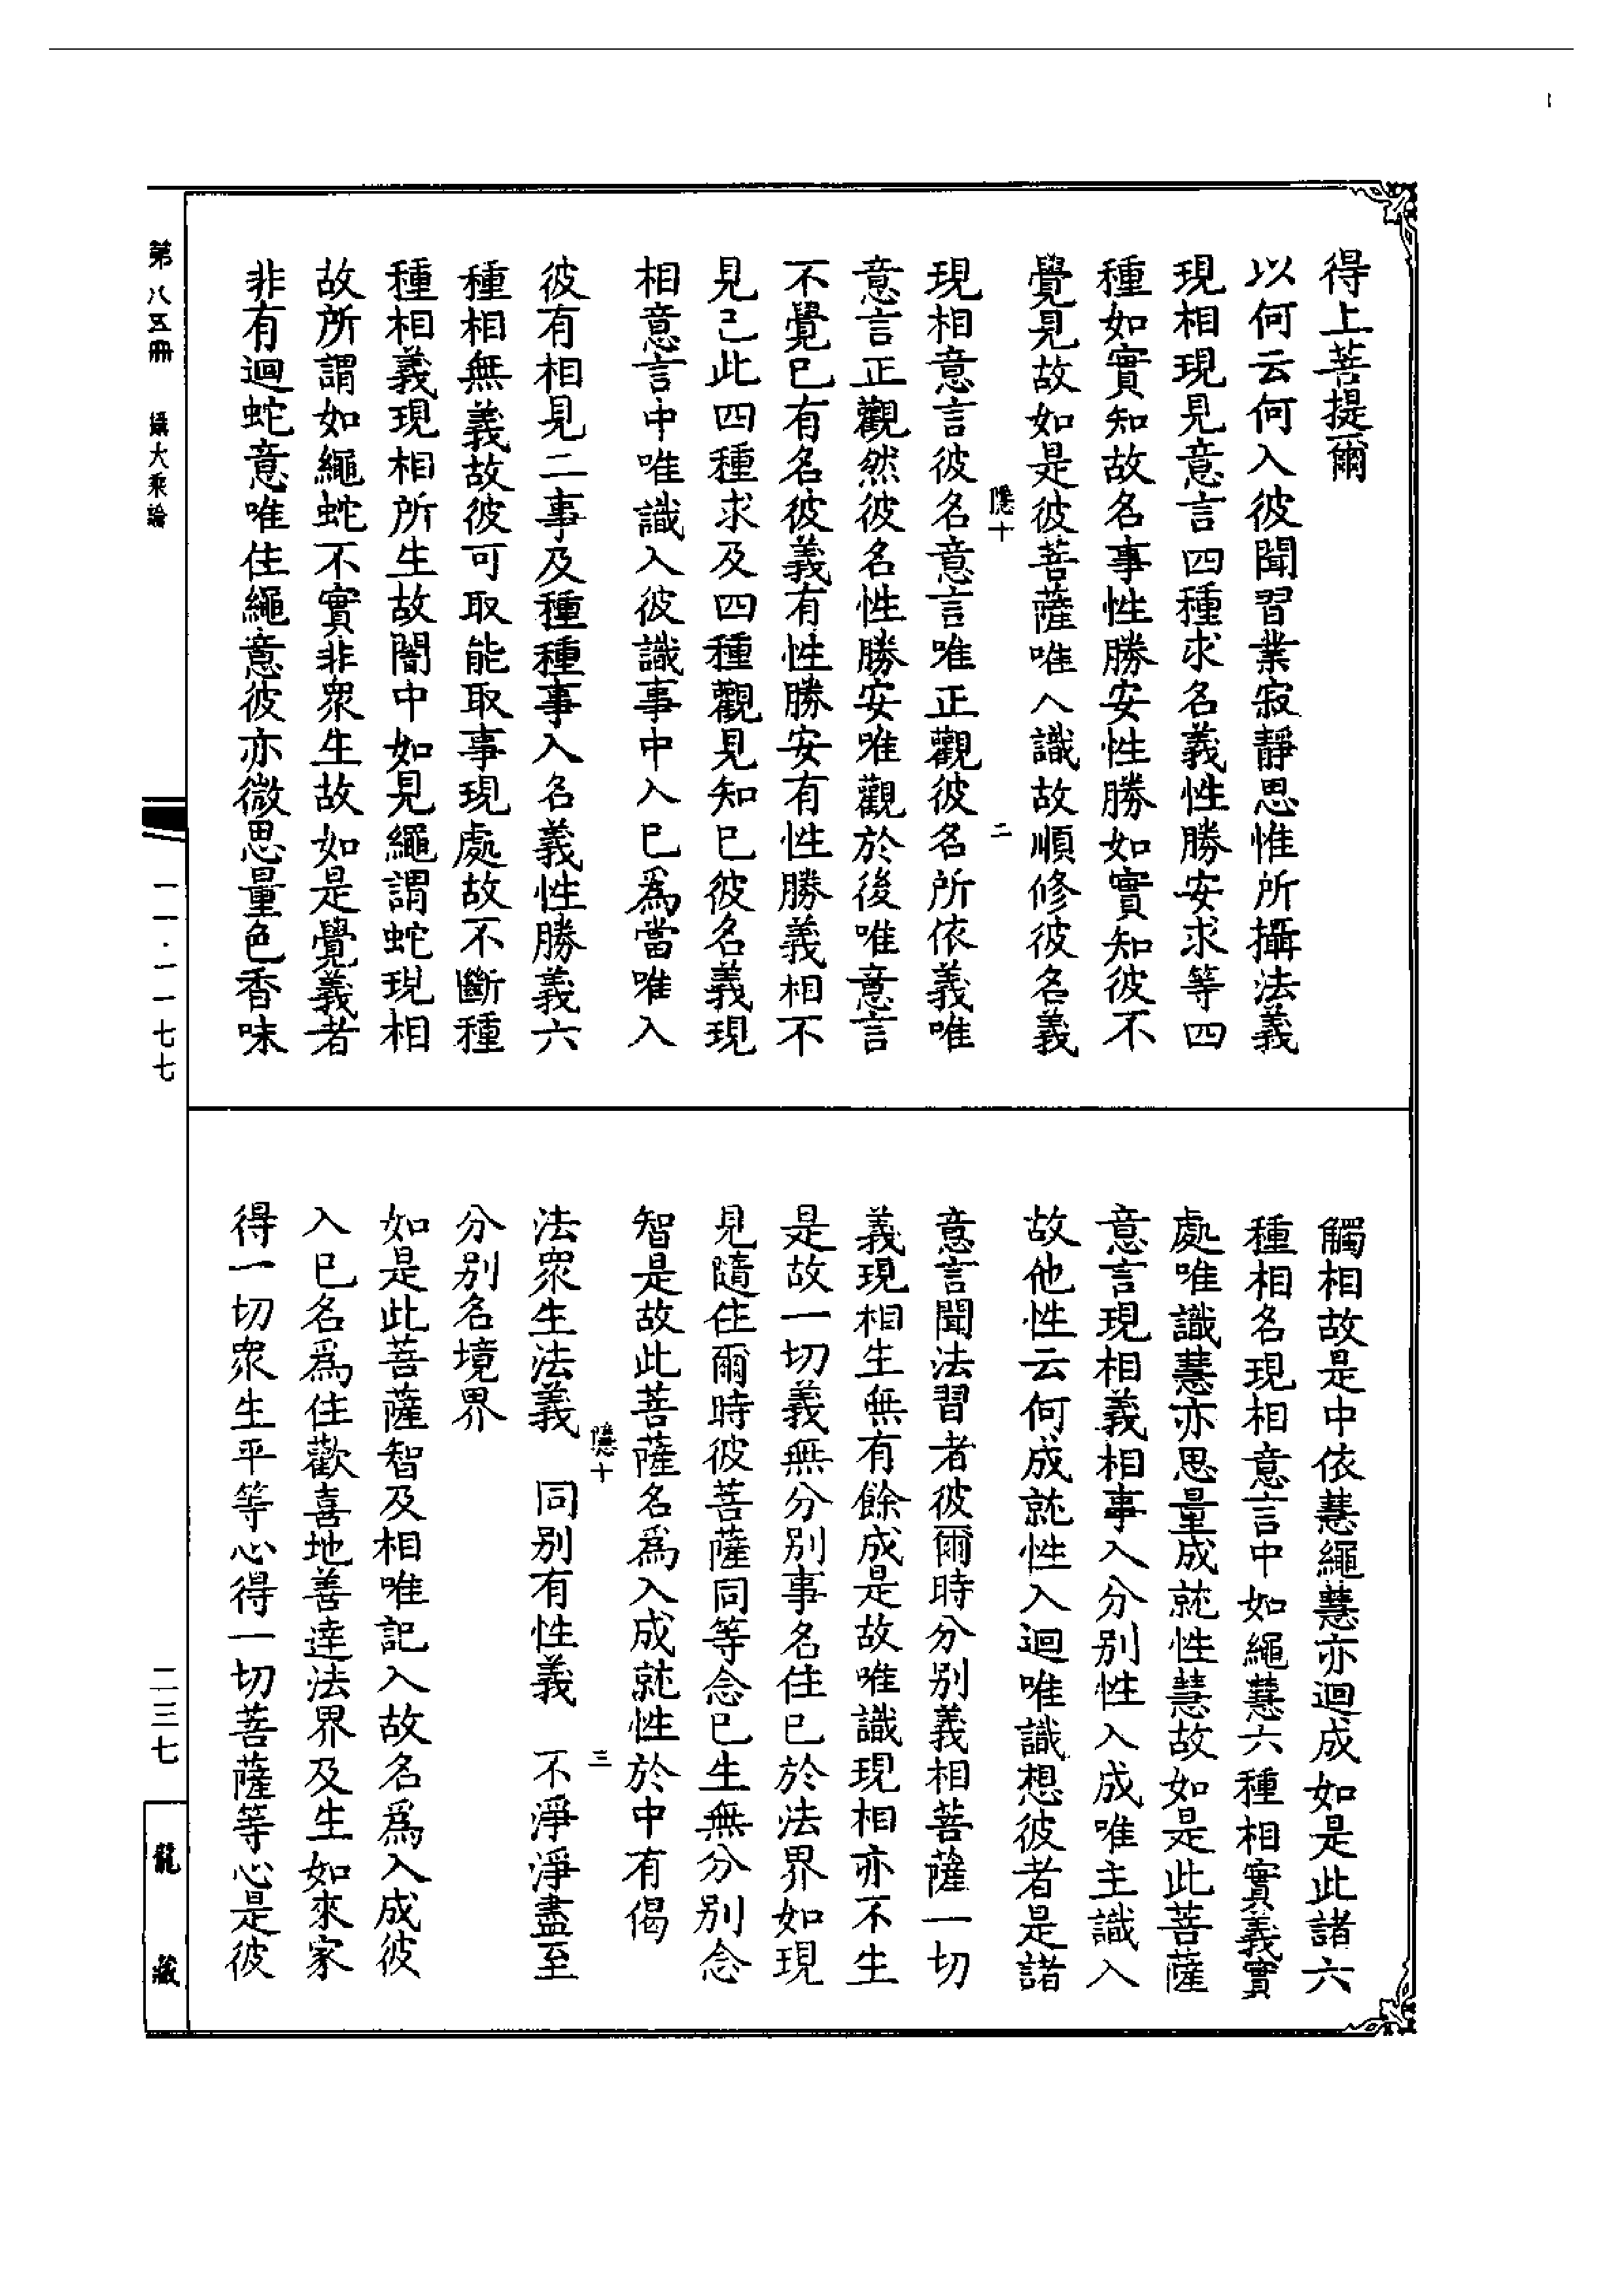 得上菩提爾
以何云何入彼聞習業寂靜思惟所攝法義
現相現見意言四種求名義性勝安求等四
種如實知故名事性勝安性勝如實知彼不
覺見故如是彼菩薩唯入識故順修彼名義
隱十 二
現相意言彼名意言唯正觀彼名所依義唯
意言正觀然彼名性勝安唯觀於後唯意言
不覺已有名彼義有性勝安有性勝義相不
見已此四種求及四種觀見知已彼名義現
相意言中唯識入彼識事中入已為當唯入
彼有相見二事及種種事入名義性勝義六
種相無義故彼可取能取事現處故不斷種
種相義現相所生故闇中如見繩謂蛇現相
故所謂如繩蛇不實非眾生故如是覺義者
非有迴蛇意唯住繩意彼亦微思量色香味
觸相故是中依慧繩慧亦迴成如是此諸六
種相名現相意言中如繩慧六種相實義實
處唯識慧亦思量成就性慧故如是此菩薩
意言現相義相事入分別性入成唯主識入
故他性云何成就性入迴唯識想彼者是諸
意言聞法習者彼爾時分別義相菩薩一切
義現相生無有餘成是故唯識現相亦不生
是故一切義無分別事名住已於法界如現
見隨住爾時彼菩薩同等念已生無分別念
智是故此菩薩名為入成就性於中有偈
隱十 三
法眾生法義 同別有性義 不淨淨盡至
分別名境界
如是此菩薩智及相唯記入故名為入成彼
入已名為住歡喜地善達法界及生如來家
得一切眾生平等心得一切菩薩等心是彼
第八五冊 攝大乘論
一一·一一七七
二三七
龍藏